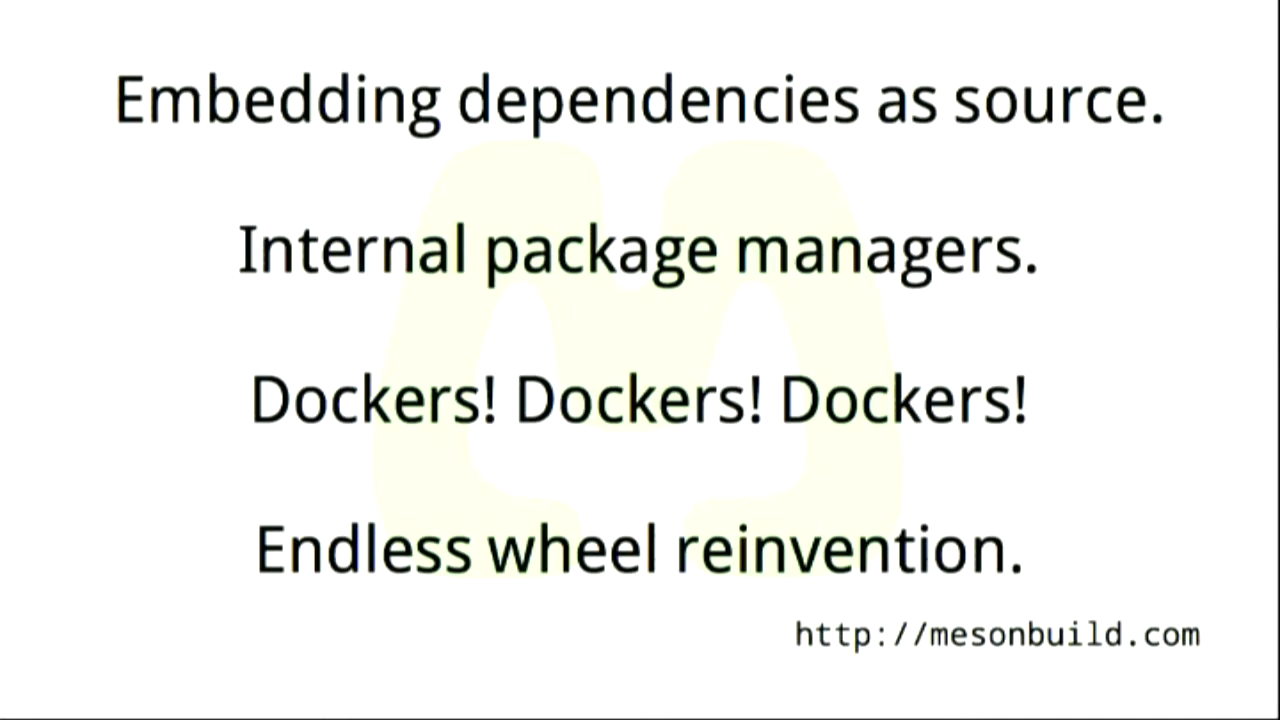 Embedding dependencies as source.
Internal package managers.
Dockers! Dockers! Dockers!
Endless wheel reinvention.
http://mesonbuild.com